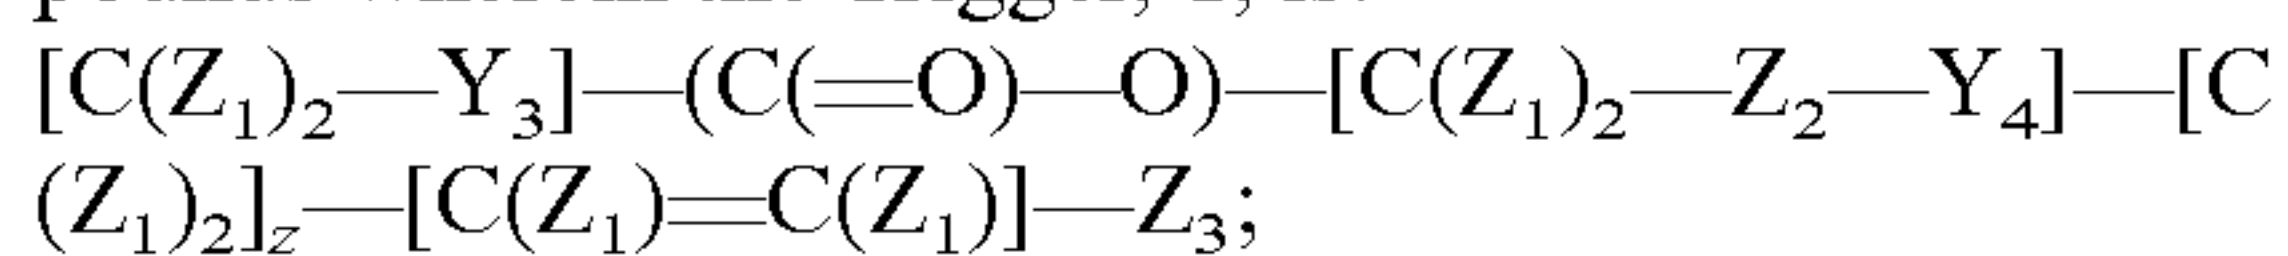 [C(Z₁)₂—Y₃]—(C(═O)—O)—[C(Z₁)₂—Z₂—Y₄]—[C
(Z₁)₂]z—[C(Z₁)═C(Z₁)]—Z₃;